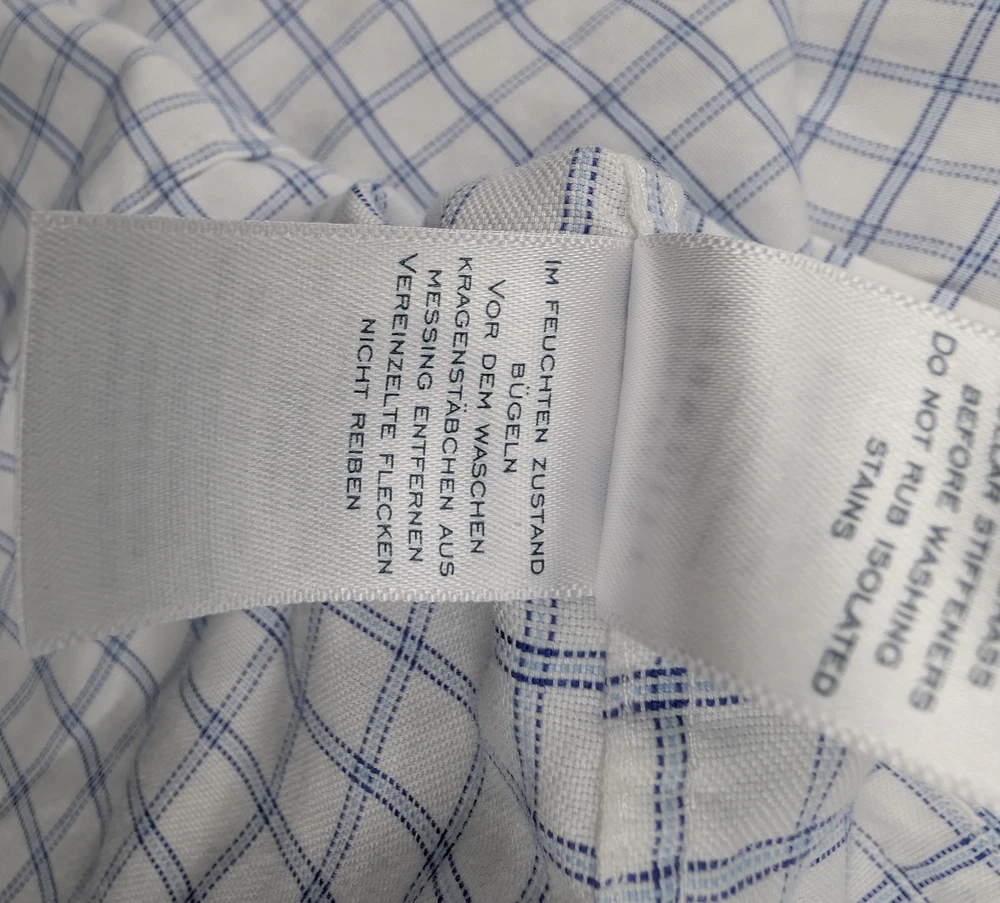 IM FEUCHTEN ZUSTAND
BÜGELN
VOR DEM WASCHEN
KRAGENSTÄBCHEN AUS
MESSING ENTFERNEN
VEREINZELTE FLECKEN
NICHT REIBEN
STIFFENERS
BEFORE WASHING
DO NOT RUB ISOLATED
STAINS